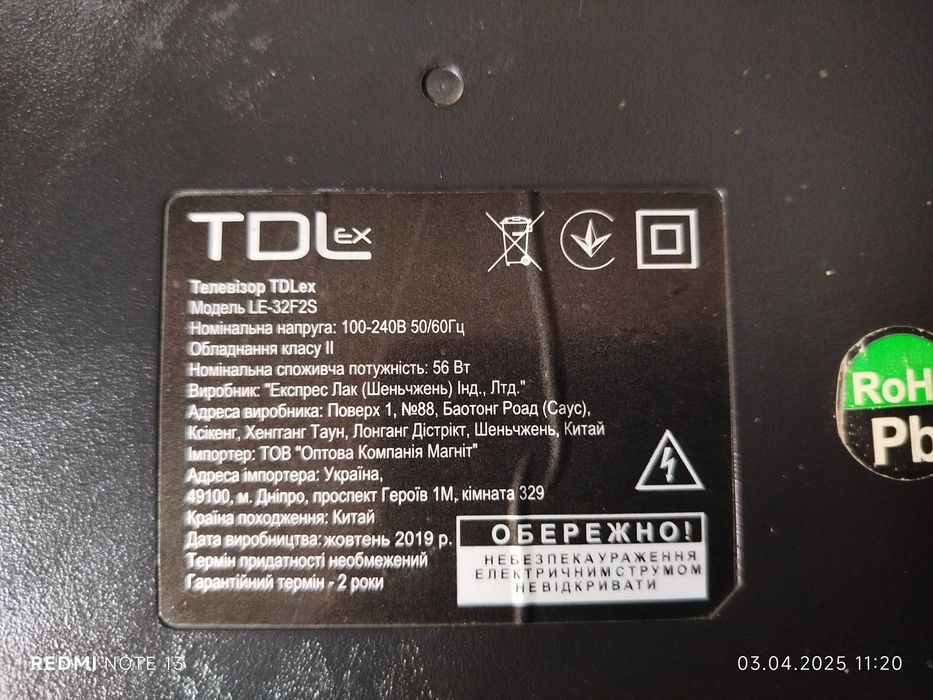 TDLEX
Телевізор TDLex
Модель LE-32F2S
Номінальна напруга: 100-240В 50/60Гц
Обладнання класу II
Номінальна споживча потужність: 56 Вт
Виробник: "Експрес Лак (Шеньчжень) Інд., Лтд."
Адреса виробника: Поверх 1, №88, Баотонг Роад (Саус),
Ксікенг, Хенгганг Таун, Лонганг Дістрікт, Шеньчжень, Китай
Імпортер: ТОВ "Оптова Компанія Магніт"
Адреса імпортера: Україна,
49100, м. Дніпро, проспект Героїв 1М, кімната 329
Країна походження: Китай
Дата виробництва: жовтень 2019 р.
Термін придатності необмежений
Гарантійний термін - 2 роки
ОБЕРЕЖНО!
НЕБЕЗПЕКА УРАЖЕННЯ
ЕЛЕКТРИЧНИМ СТРУМОМ
НЕ ВІДКРИВАТИ
RoH
Pb
REDMI NOTE 13
03.04.2025 11:20